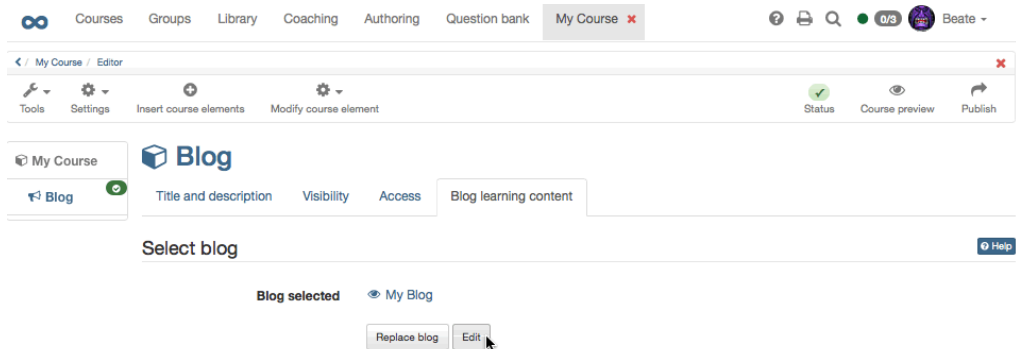 Courses Groups Library Coaching Authoring Question bank My Course 0/3 Beate
/ My Course / Editor
Tools Settings Insert course elements Modify course element Status Course preview Publish
My Course
Blog
Blog
Title and description Visibility Access Blog learning content
Select blog
Help
Blog selected My Blog
Replace blog Edit